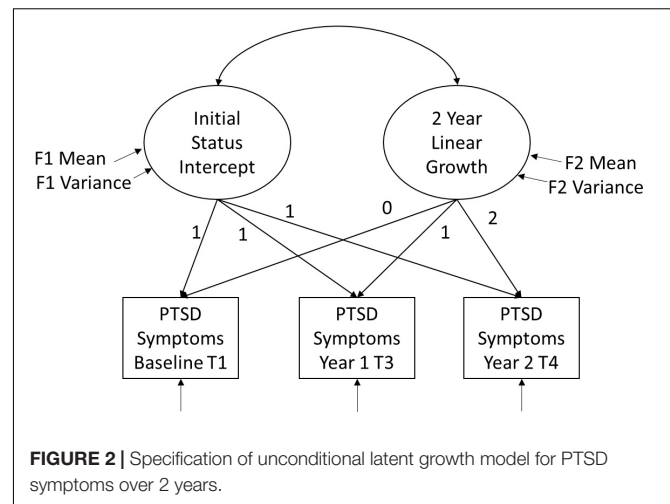 Initial
Status
Intercept
2 Year
Linear
Growth
F1 Mean
F1 Variance
F2 Mean
F2 Variance
1
1
1
0
1
2
PTSD
Symptoms
Baseline T1
PTSD
Symptoms
Year 1 T3
PTSD
Symptoms
Year 2 T4
FIGURE 2 | Specification of unconditional latent growth model for PTSD
symptoms over 2 years.